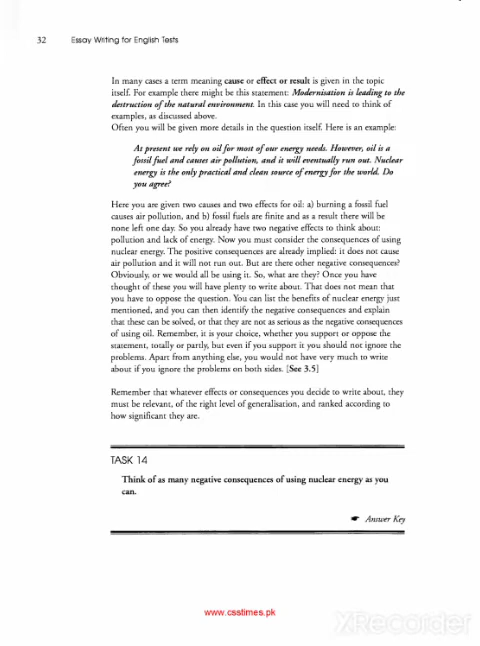 32 Essay Writing for English Tests
In many cases a term meaning cause or effect or result is given in the topic
itself. For example there might be this statement: Modernisation is leading to the
destruction of the natural environment. In this case you will need to think of
examples, as discussed above.
Often you will be given more details in the question itself. Here is an example:
At present we rely on oil for most of our energy needs. However, oil is a
fossil fuel and causes air pollution, and it will eventually run out. Nuclear
energy is the only practical and clean source of energy for the world. Do
you agree?
Here you are given two causes and two effects for oil: a) burning a fossil fuel
causes air pollution, and b) fossil fuels are finite and as a result there will be
none left one day. So you already have two negative effects to think about:
pollution and lack of energy. Now you must consider the consequences of using
nuclear energy. The positive consequences are already implied: it does not cause
air pollution and it will not run out. But are there other negative consequences?
Obviously, or we would all be using it. So, what are they? Once you have
thought of these you will have plenty to write about. That does not mean that
you have to oppose the question. You can list the benefits of nuclear energy just
mentioned, and you can then identify the negative consequences and explain
that these can be solved, or that they are not as serious as the negative consequences
of using oil. Remember, it is your choice, whether you support or oppose the
statement, totally or partly, but even if you support it you should not ignore the
problems. Apart from anything else, you would not have very much to write
about if you ignore the problems on both sides. [See 3.5]
Remember that whatever effects or consequences you decide to write about, they
must be relevant, of the right level of generalisation, and ranked according to
how significant they are.
TASK 14
Think of as many negative consequences of using nuclear energy as you
can.
☛ Answer Key
www.csstimes.pk
XRecorder